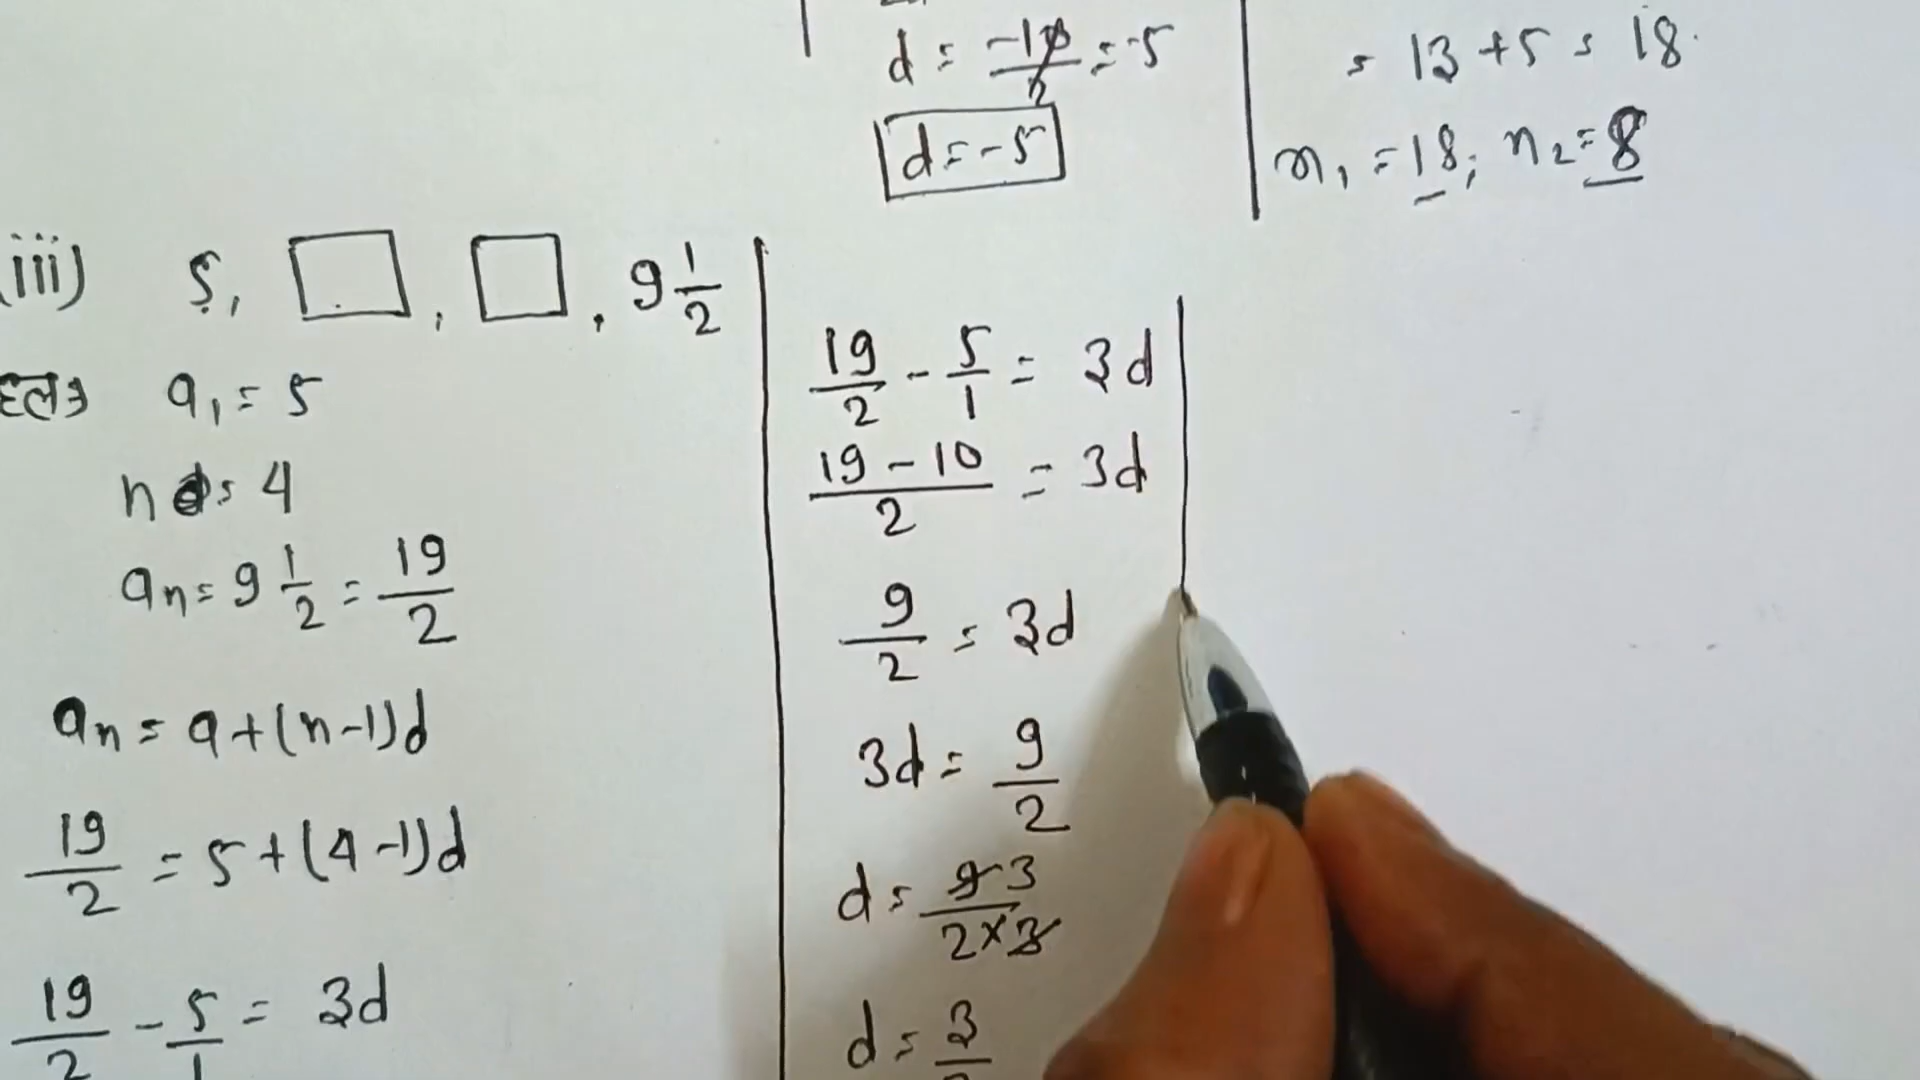 d = -10/2 = -5
d = -5
= 13 + 5 = 18
n₁ = 18; n₂ = 8
(iii) 5, □, □, 9 1/2
हल→ a₁ = 5
n = 4
an = 9 1/2 = 19/2
an = a + (n-1)d
19/2 = 5 + (4-1)d
19/2 - 5/1 = 3d
19/2 - 5/1 = 3d
19 - 10/2 = 3d
9/2 = 3d
3d = 9/2
d = 9 3/2×3
d = 3/2